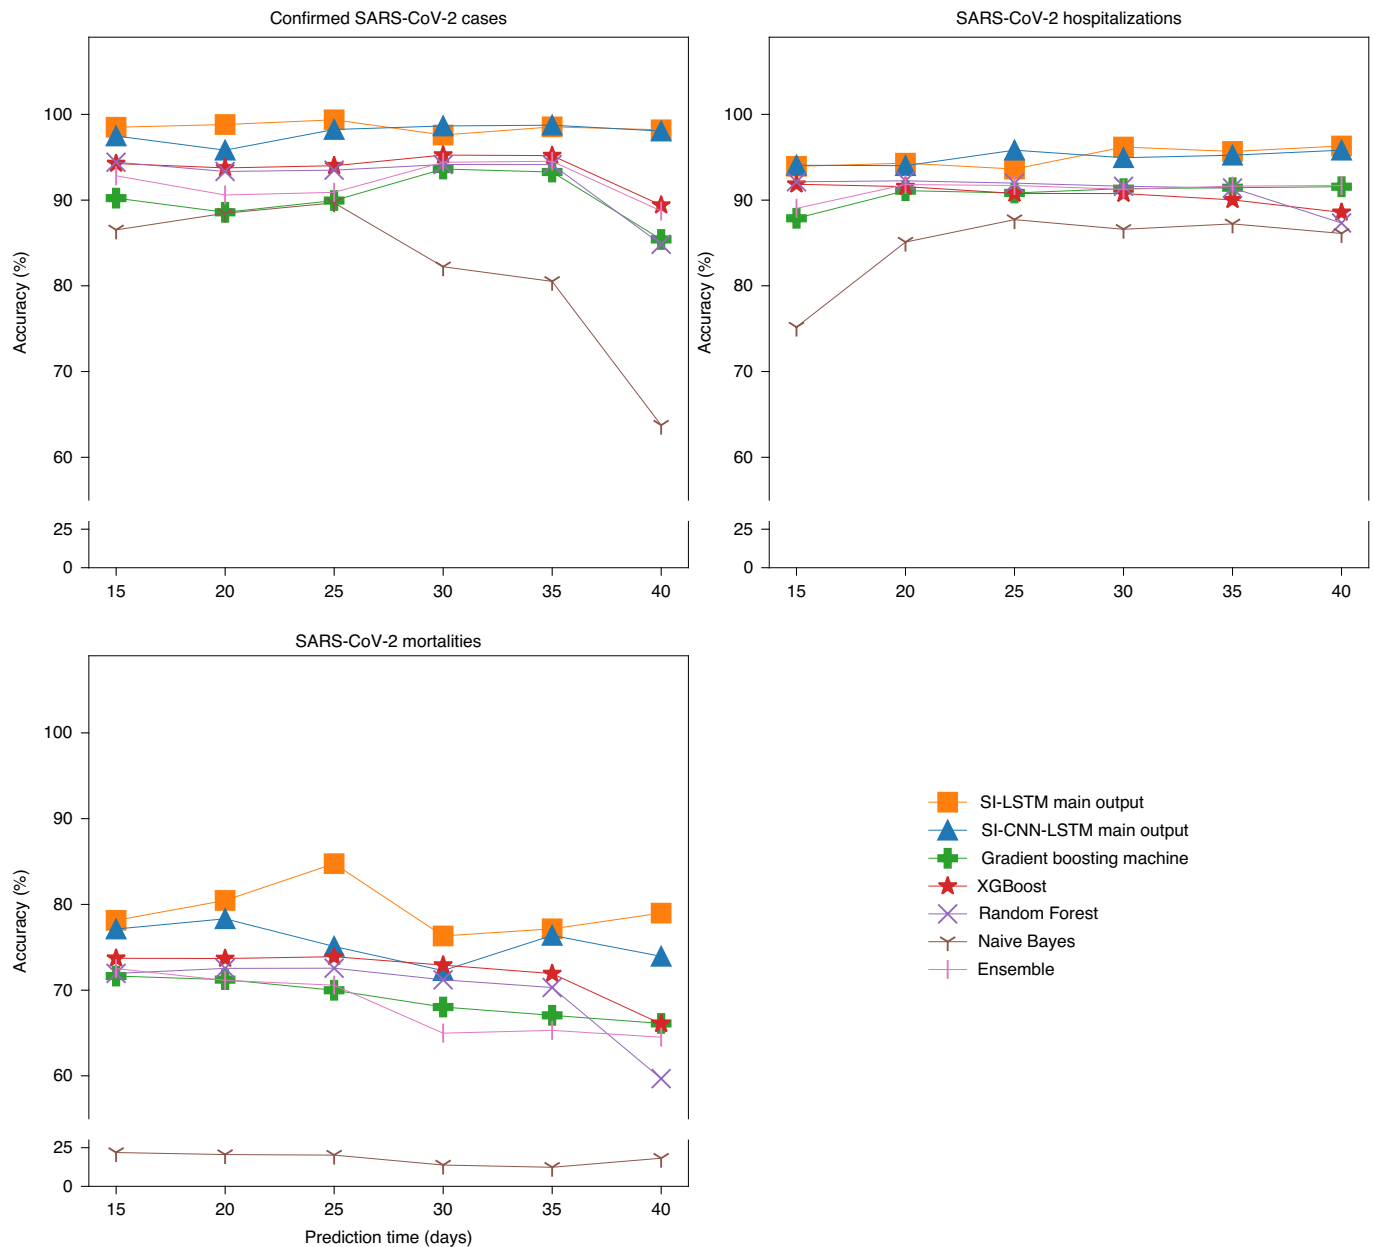 Confirmed SARS-CoV-2 cases
100
90
80
70
60
25
0
Accuracy (%)
15 20 25 30 35 40
SARS-CoV-2 hospitalizations
100
90
80
70
60
25
0
Accuracy (%)
15 20 25 30 35 40
SARS-CoV-2 mortalities
100
90
80
70
60
25
0
Accuracy (%)
15 20 25 30 35 40
Prediction time (days)
SI-LSTM main output
SI-CNN-LSTM main output
Gradient boosting machine
XGBoost
Random Forest
Naive Bayes
Ensemble